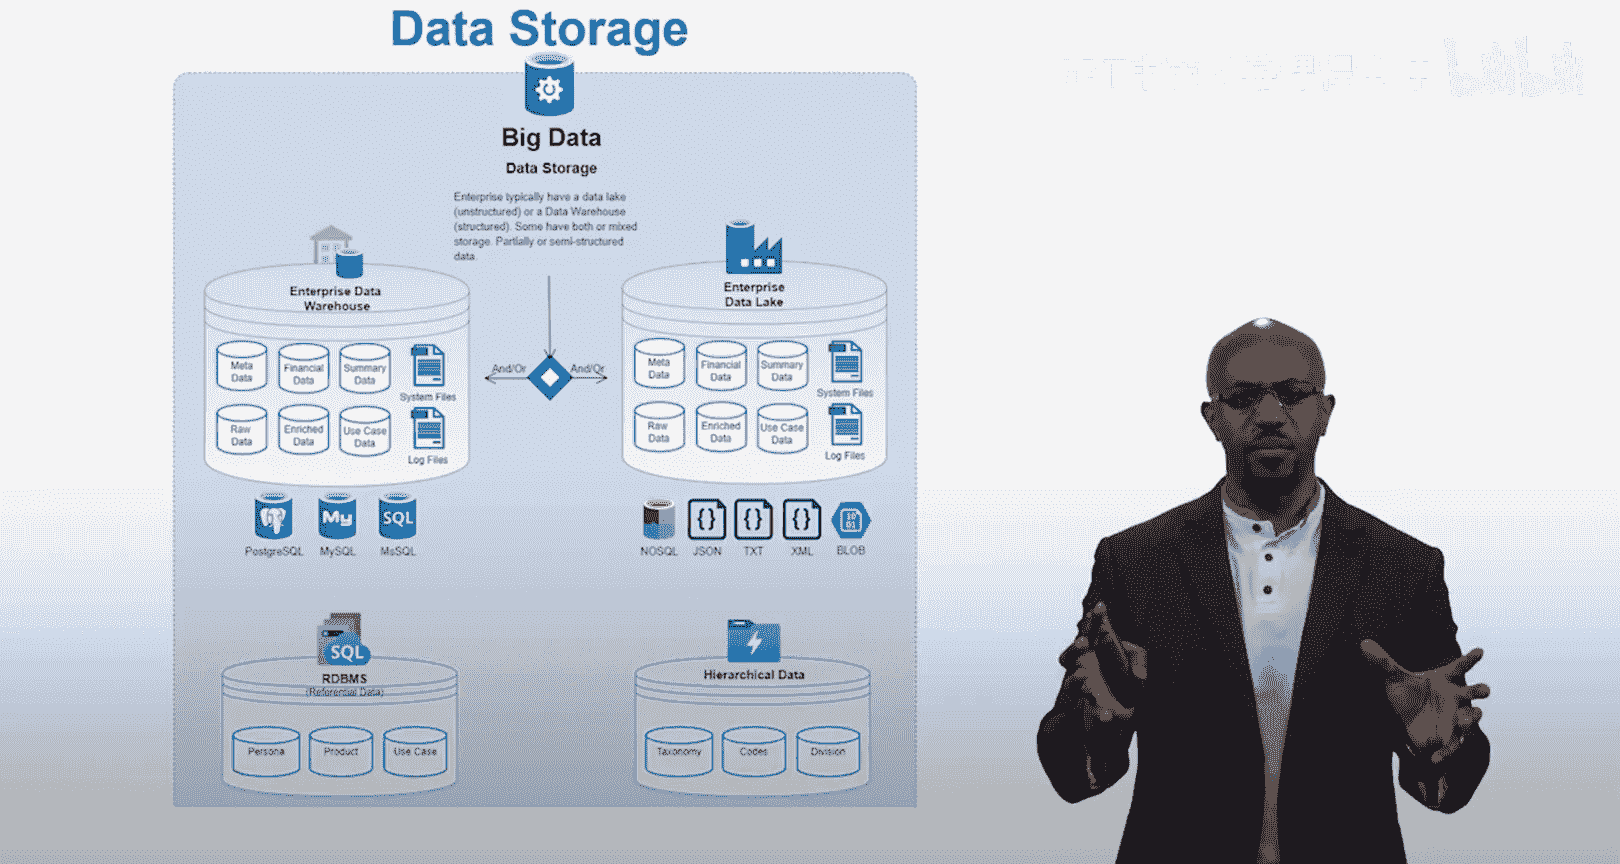 Data Storage
Big Data
Data Storage
Enterprise typically have a data lake
(unstructured) or a Data Warehouse
(structured). Some have both or mixed
storage. Partially or semi-structured
data.
Enterprise Data
Warehouse
Meta
Data
Financial
Data
Summary
Data
System Files
Raw
Data
Enriched
Data
Use Case
Data
Log Files
And/Or
And/Or
Enterprise
Data Lake
Meta
Data
Financial
Data
Summary
Data
System Files
Raw
Data
Enriched
Data
Use Case
Data
Log Files
My
SQL
PostgreSQL
MySQL
MsSQL
{}
{}
{}
10
01
NOSQL
JSON
TXT
XML
BLOB
SQL
RDBMS
(Referential Data)
Persona
Product
Use Case
Hierarchical Data
Taxonomy
Codes
Division